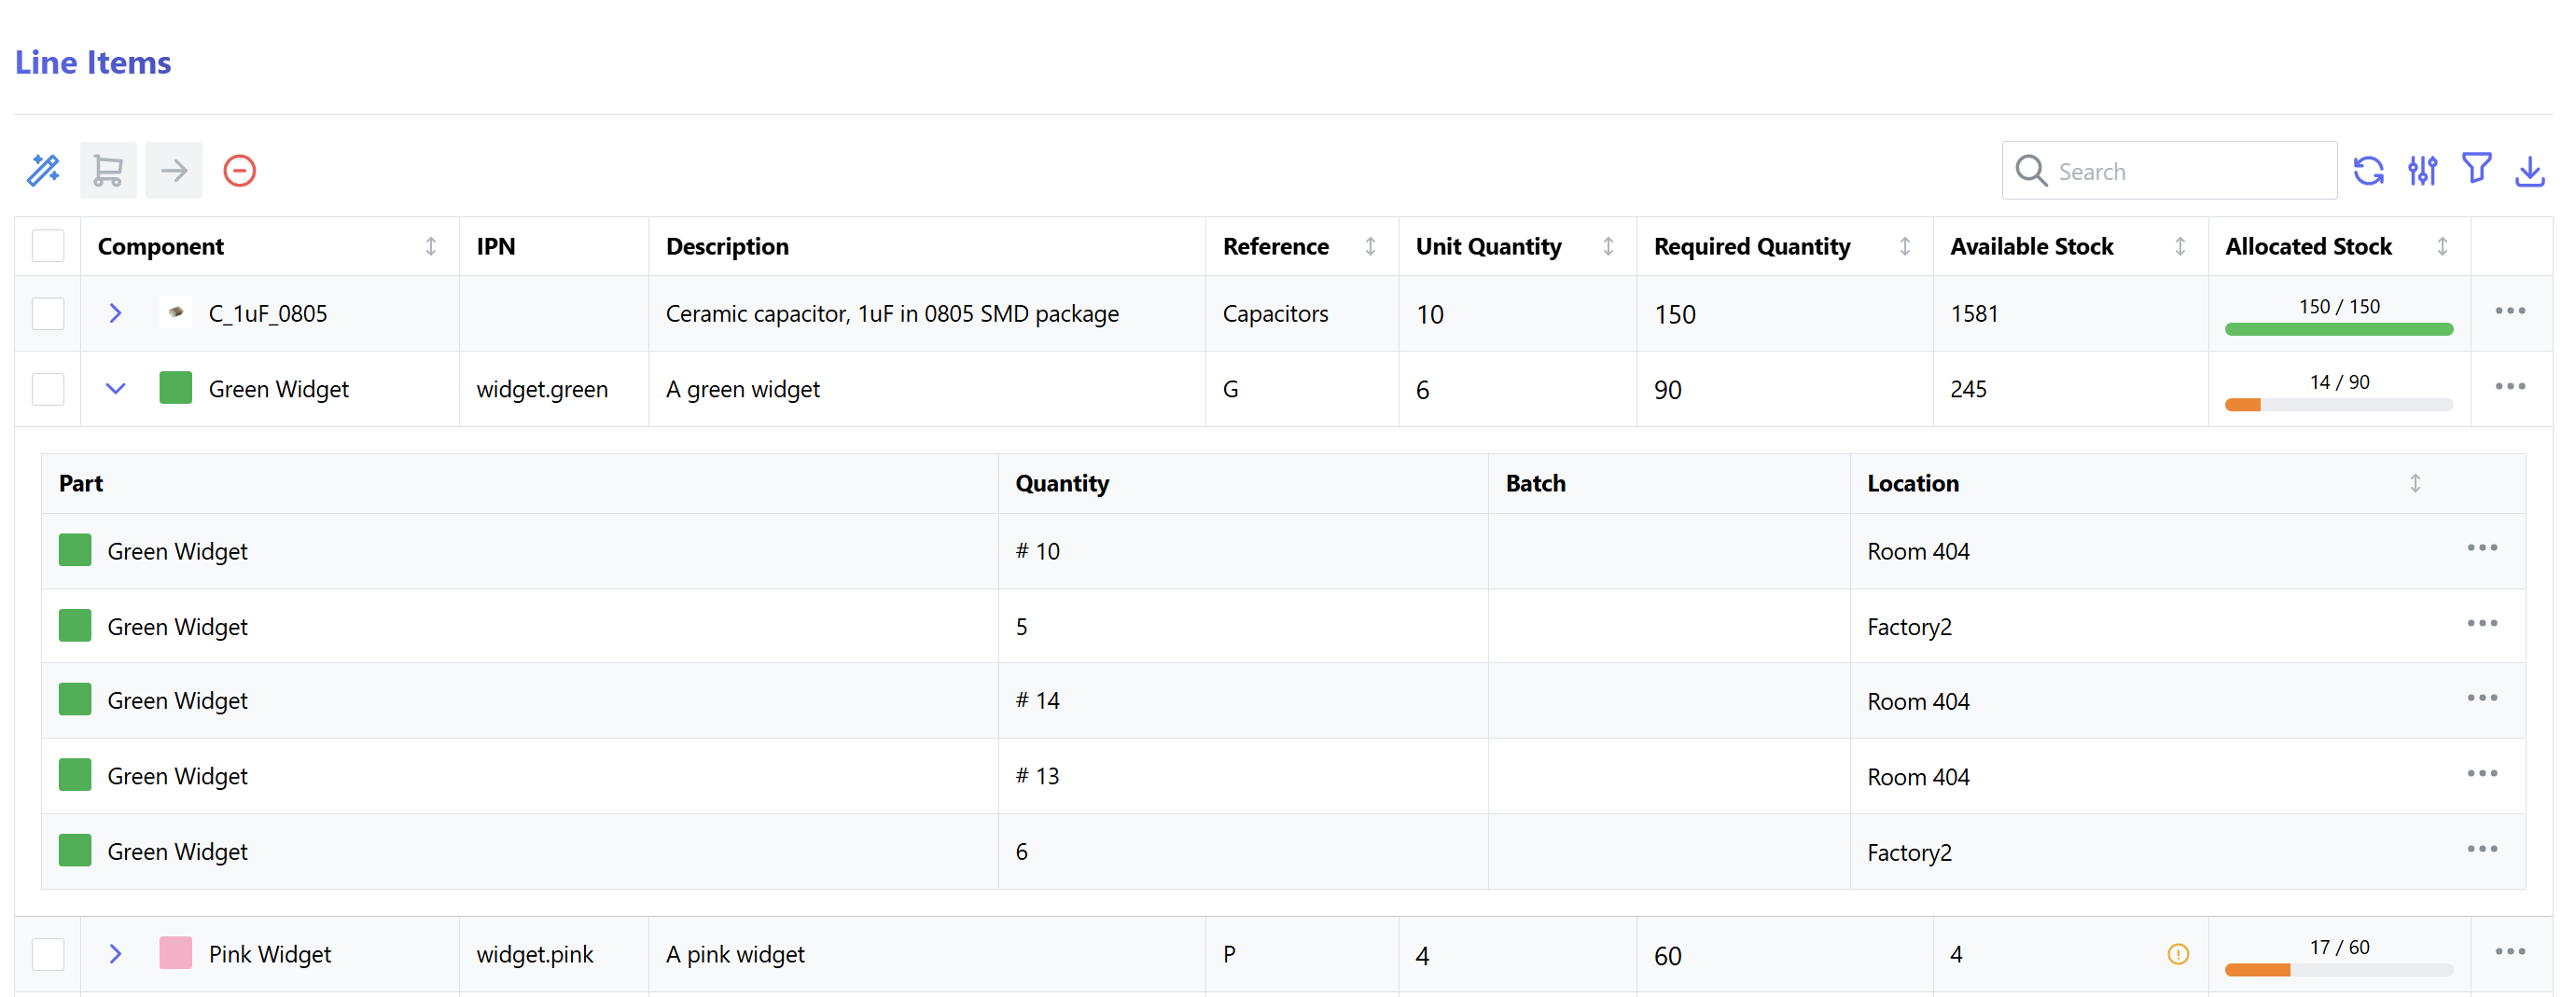 Line Items
Search
Component IPN Description Reference Unit Quantity Required Quantity Available Stock Allocated Stock
C_1uF_0805 Ceramic capacitor, 1uF in 0805 SMD package Capacitors 10 150 1581 150 / 150
Green Widget widget.green A green widget G 6 90 245 14 / 90
Part Quantity Batch Location
Green Widget # 10 Room 404
Green Widget 5 Factory2
Green Widget # 14 Room 404
Green Widget # 13 Room 404
Green Widget 6 Factory2
Pink Widget widget.pink A pink widget P 4 60 4 17 / 60